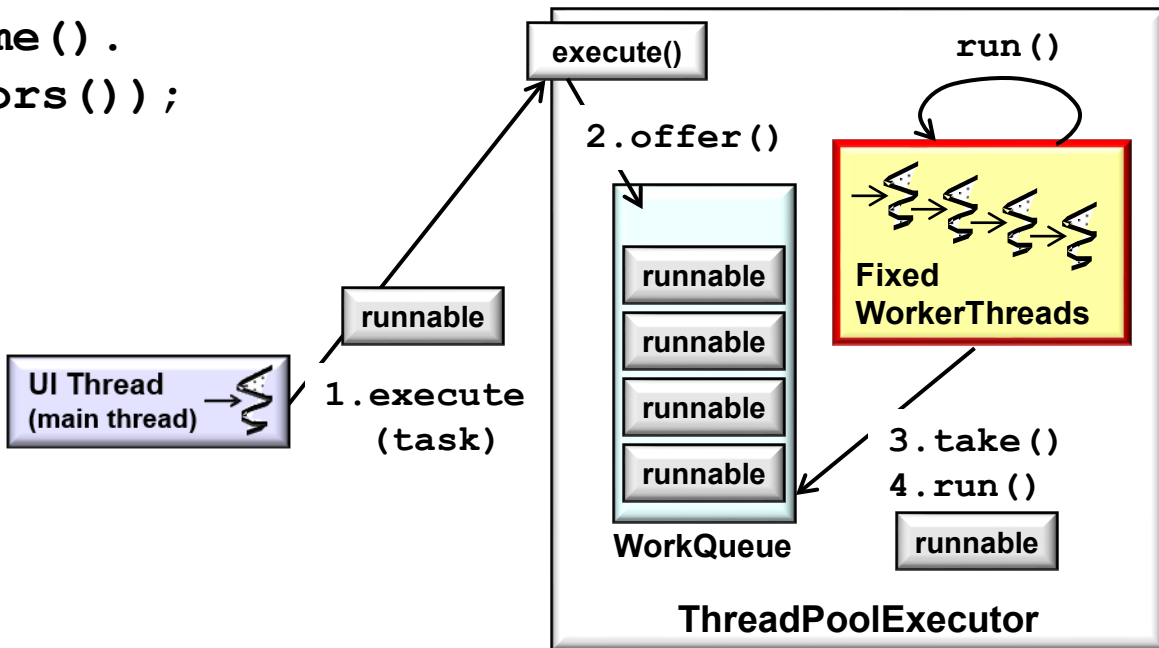 me().
ors());
execute()
run()
2.offer()
runnable
runnable
runnable
runnable
WorkQueue
Fixed
WorkerThreads
runnable
UI Thread
(main thread)
1.execute
(task)
3.take()
4.run()
runnable
ThreadPoolExecutor